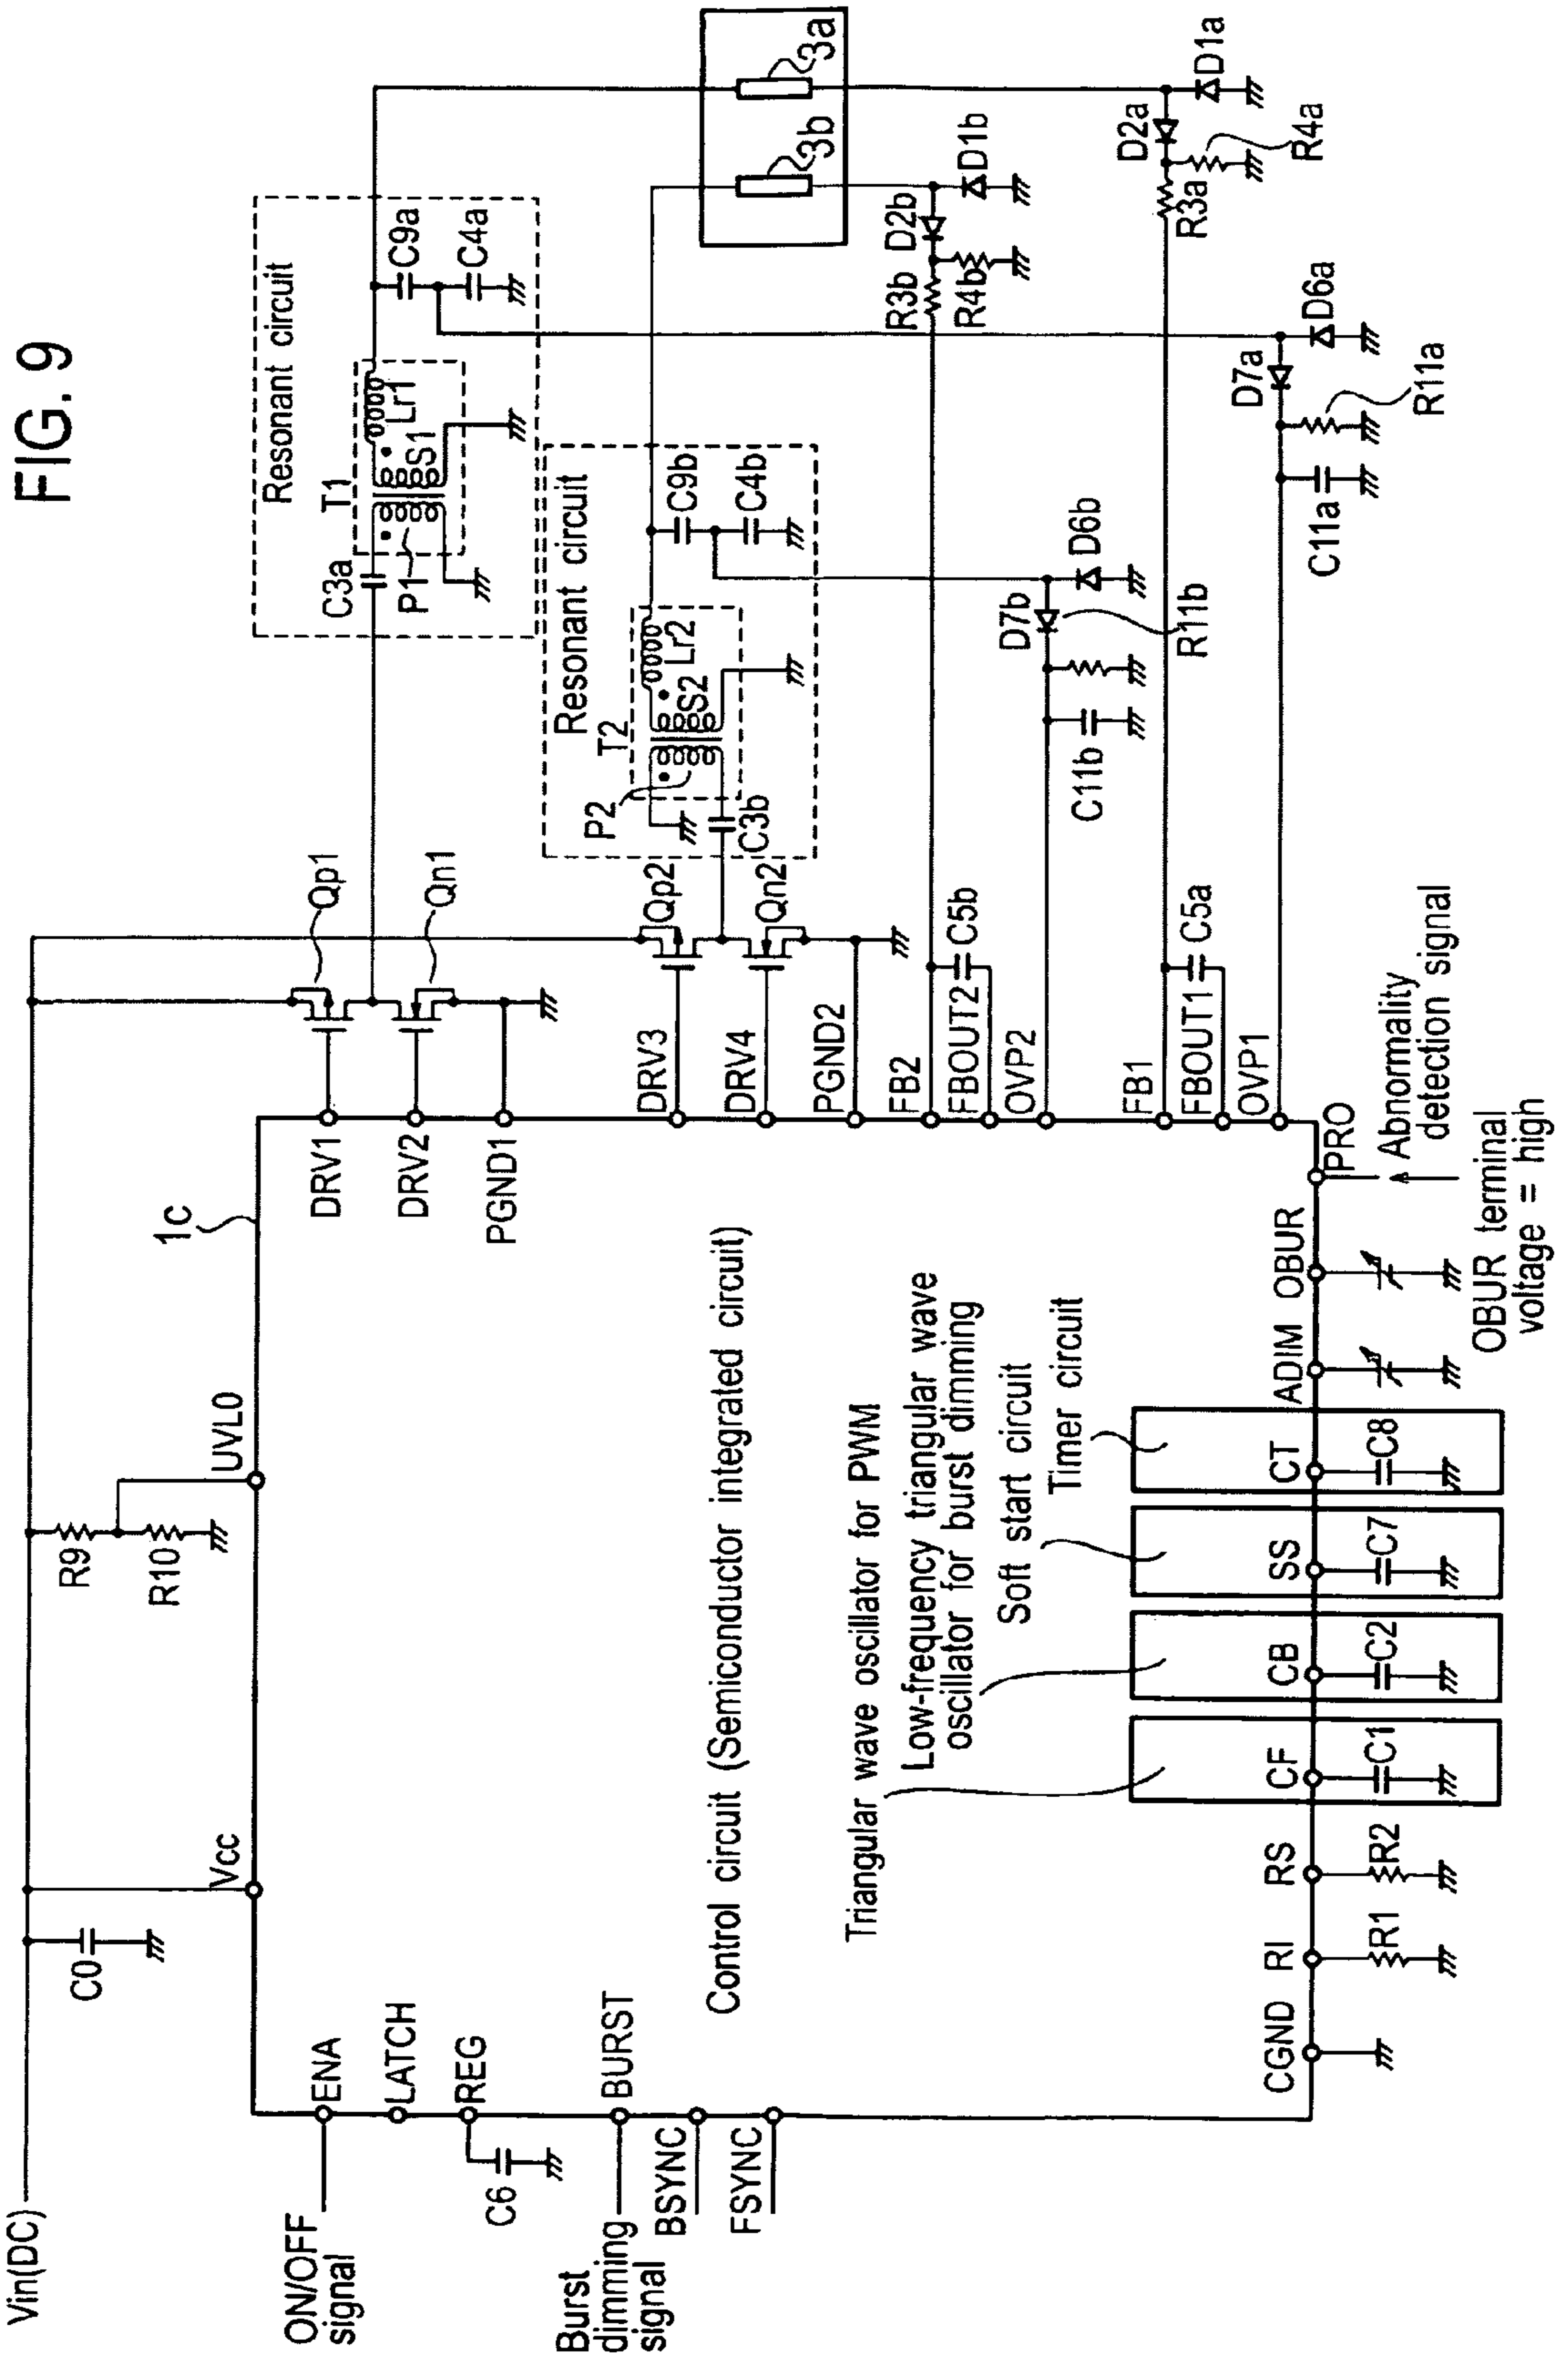 FIG. 9
Vin(DC)
C0
R9
R10
Vcc
UVL0
1c
ON/OFF
signal
ENA
LATCH
REG
C6
Burst
dimming
signal
BURST
BSYNC
FSYNC
Control circuit (Semiconductor integrated circuit)
DRV1
DRV2
PGND1
DRV3
DRV4
PGND2
FB2
FBOUT2
OVP2
FB1
FBOUT1
OVP1
Qp1
Qn1
Qp2
Qn2
C5b
C5a
Resonant circuit
T1
C3a
P1
S1
Lr1
C9a
C4a
Resonant circuit
T2
P2
C3b
S2
Lr2
C9b
C4b
3b
3a
R3b
D2b
D1b
R4b
D7b
D6b
R11b
C11b
D2a
D1a
R3a
R4a
D7a
D6a
R11a
C11a
Triangular wave oscillator for PWM
Low-frequency triangular wave
oscillator for burst dimming
Soft start circuit
Timer circuit
CGND
RI
RS
CF
CB
SS
CT
ADIM
OBUR
PRO
R1
R2
C1
C2
C7
C8
Abnormality
detection signal
OBUR terminal
voltage = high